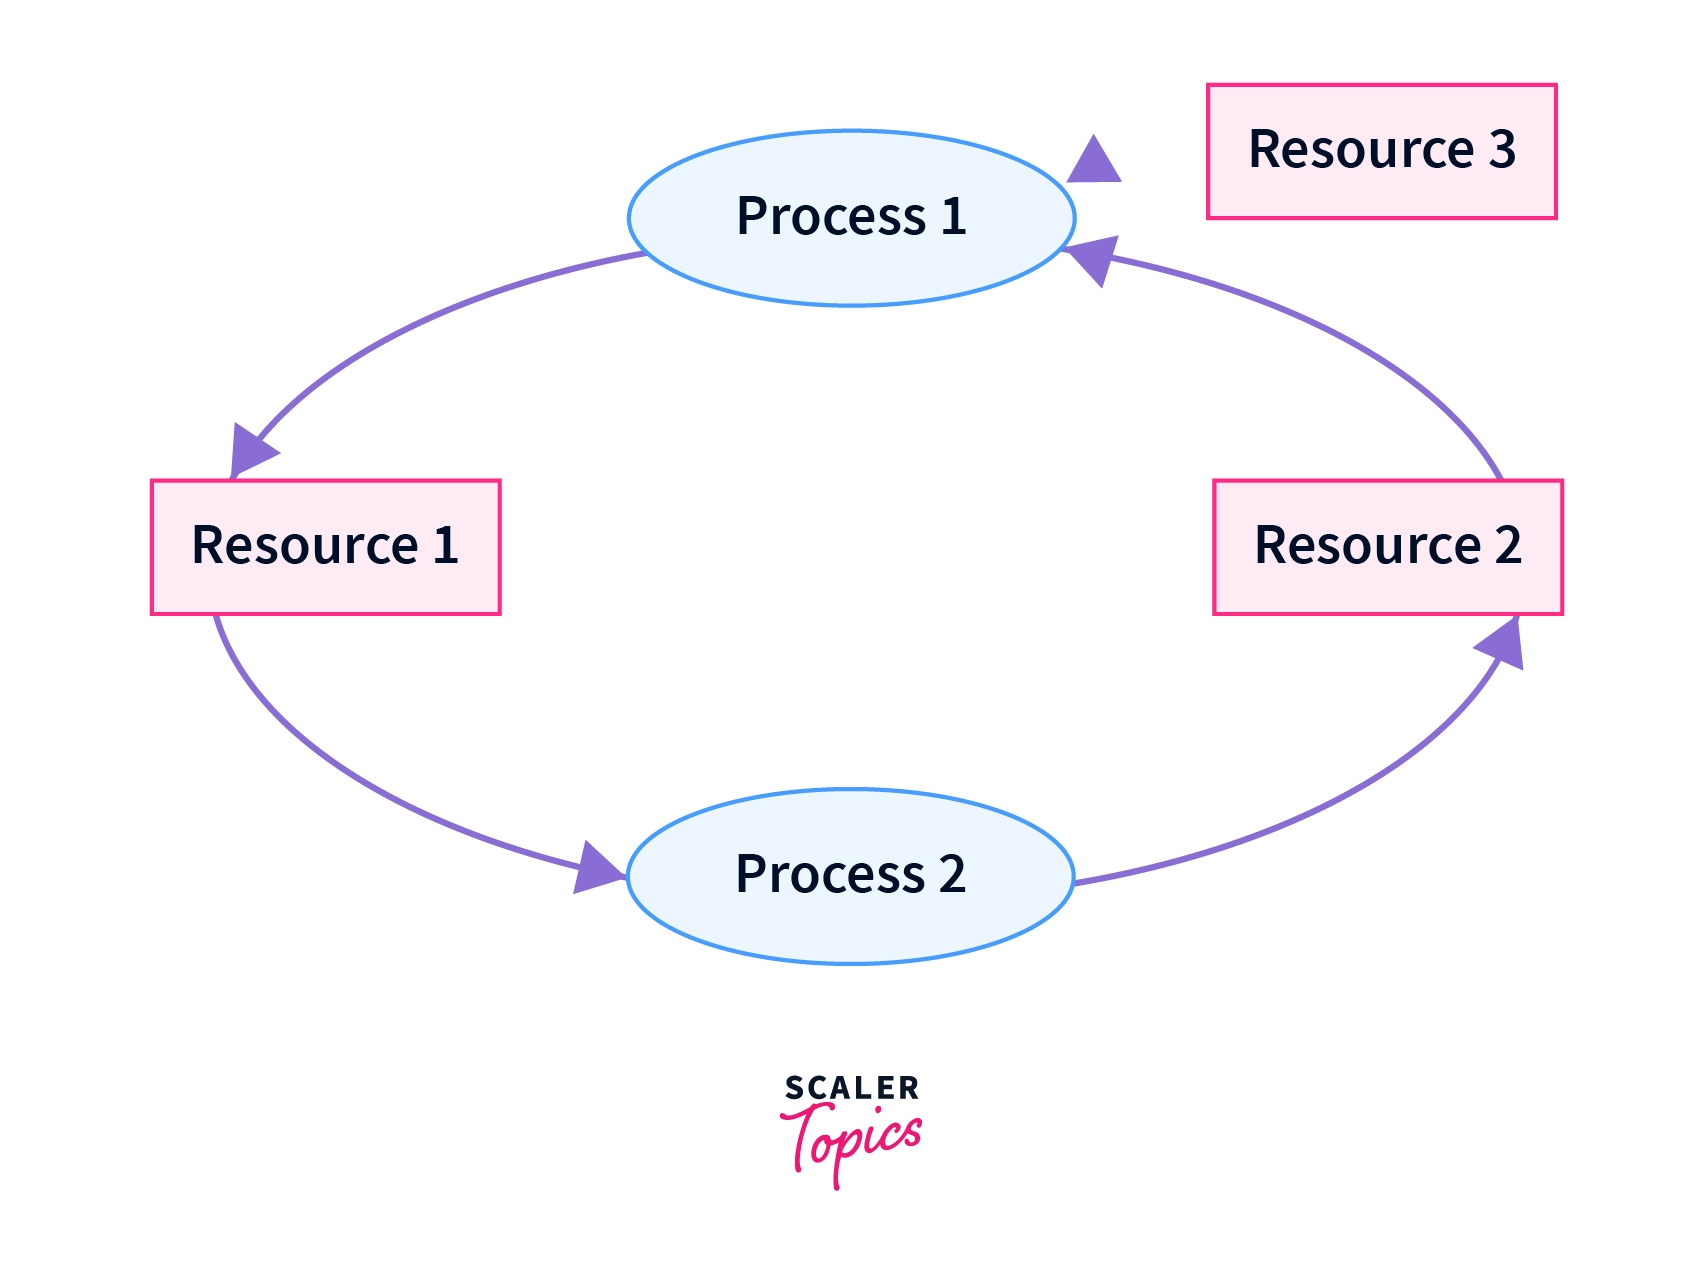 Resource 3
Process 1
Resource 1
Resource 2
Process 2
SCALER
Topics